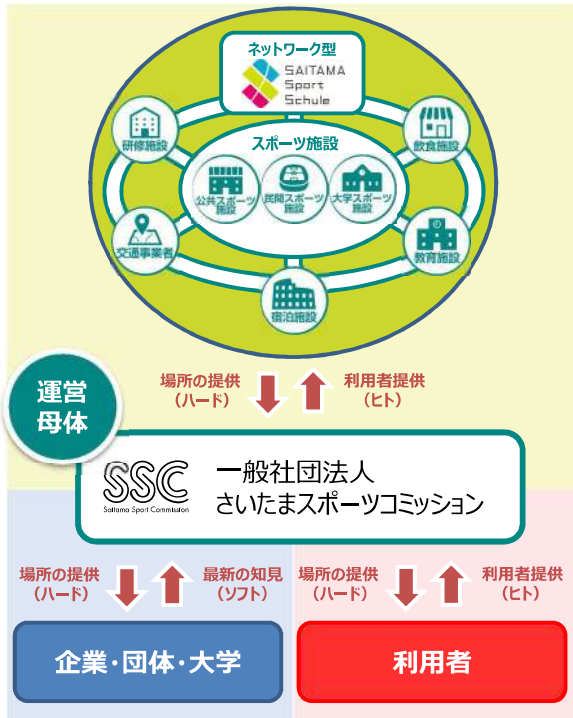 ネットワーク型
SAITAMA
Sport
Schule
研修施設
飲食施設
スポーツ施設
公共スポーツ
施設
民間スポーツ
施設
大学スポーツ
施設
交通事業者
教育施設
宿泊施設
場所の提供
（ハード）
利用者提供
（ヒト）
運営
母体
SSC
Saitama Sport Commission
一般社団法人
さいたまスポーツコミッション
場所の提供
（ハード）
最新の知見
（ソフト）
場所の提供
（ハード）
利用者提供
（ヒト）
企業・団体・大学
利用者